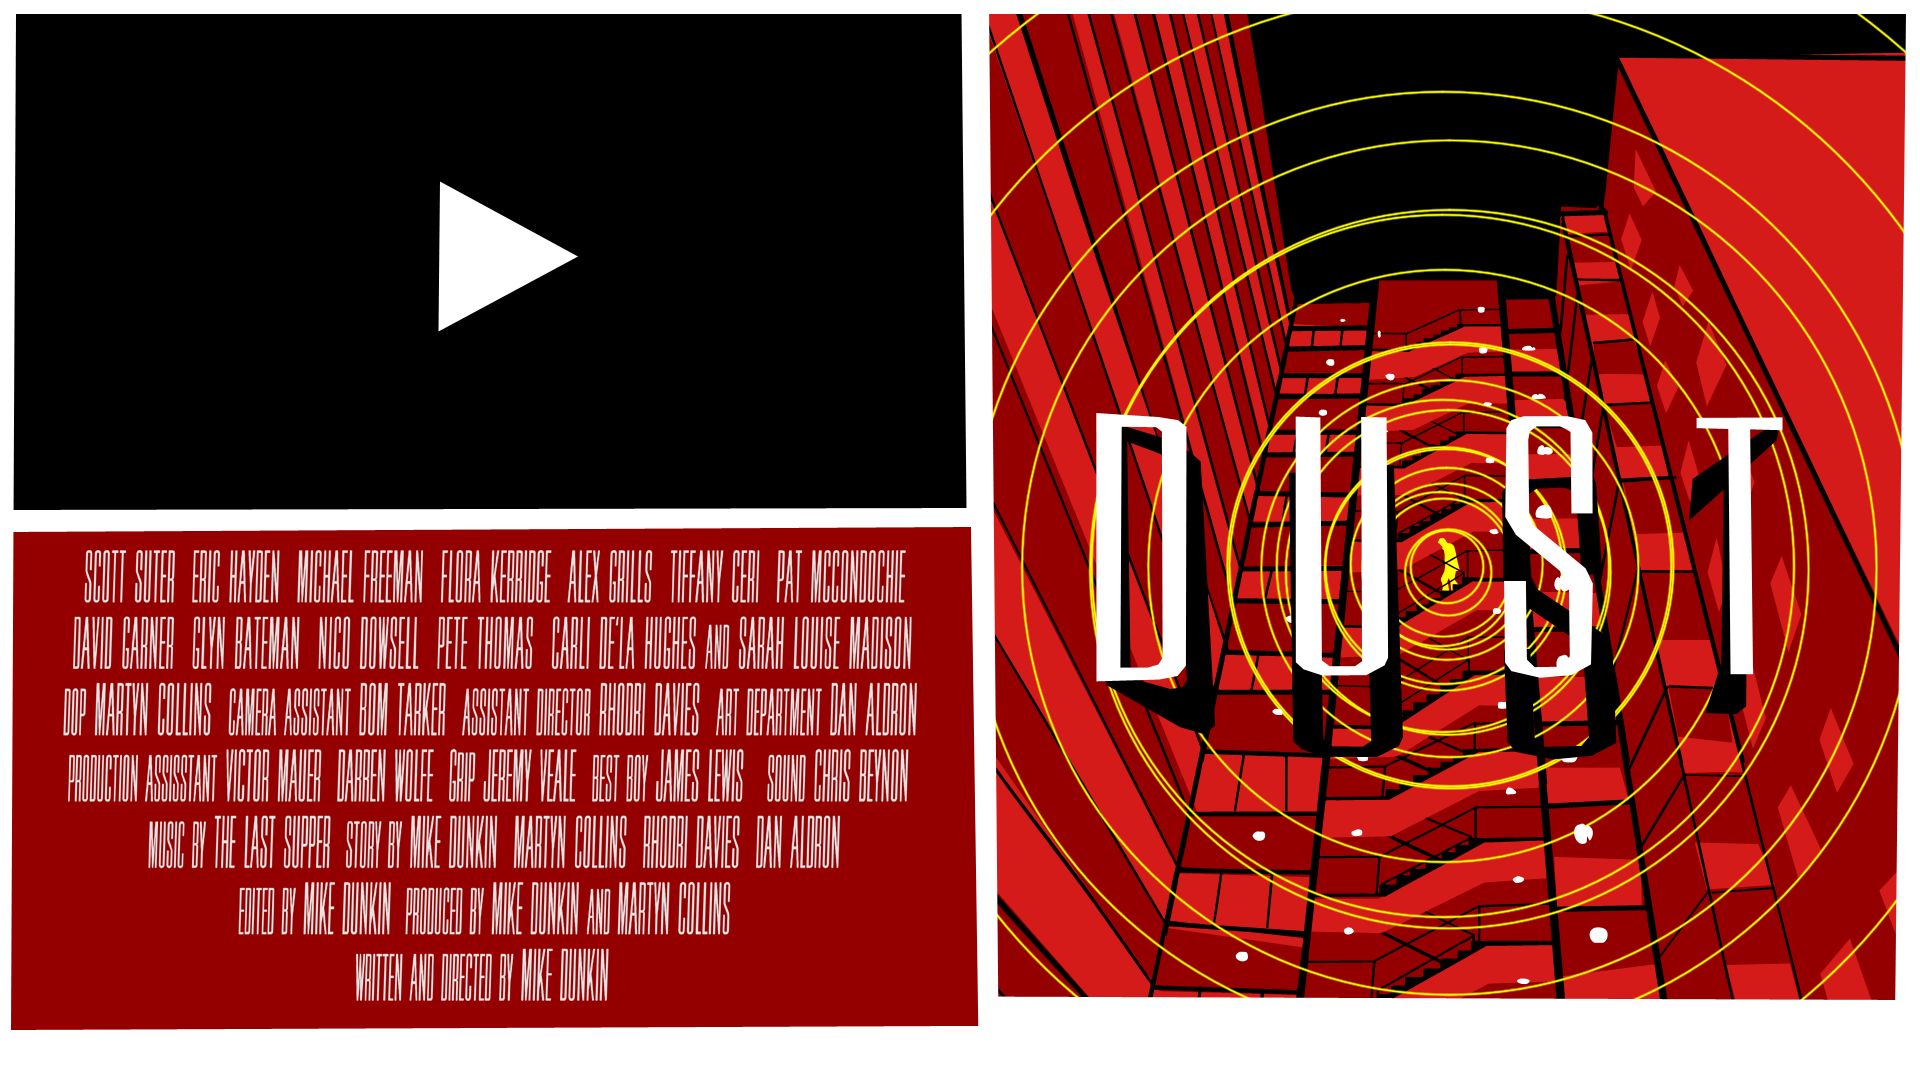 SCOTT SUTER ERIC HAYDEN MICHAEL FREEMAN FLORA KERRIDGE ALEX GRILLS TIFFANY CERI PAT MCCONDOCHIE
DAVID GARNER GLYN BATEMAN NICO DOWSELL PETE THOMAS CARLI DE'LA HUGHES AND SARAH LOUISE MADISON
DOP MARTYN COLLINS CAMERA ASSISTANT BOM TARKER ASSISTANT DIRECTOR RHODRI DAVIES ART DEPARTMENT DAN ALDRON
PRODUCTION ASSISSTANT VICTOR MAUER DARREN WOLFE GRIP JEREMY VEALE BEST BOY JAMES LEWIS SOUND CHRIS BEYNON
MUSIC BY THE LAST SUPPER STORY BY MIKE DUNKIN MARTYN COLLINS RHODRI DAVIES DAN ALDRON
EDITED BY MIKE DUNKIN PRODUCED BY MIKE DUNKIN AND MARTYN COLLINS
WRITTEN AND DIRECTED BY MIKE DUNKIN
DUST